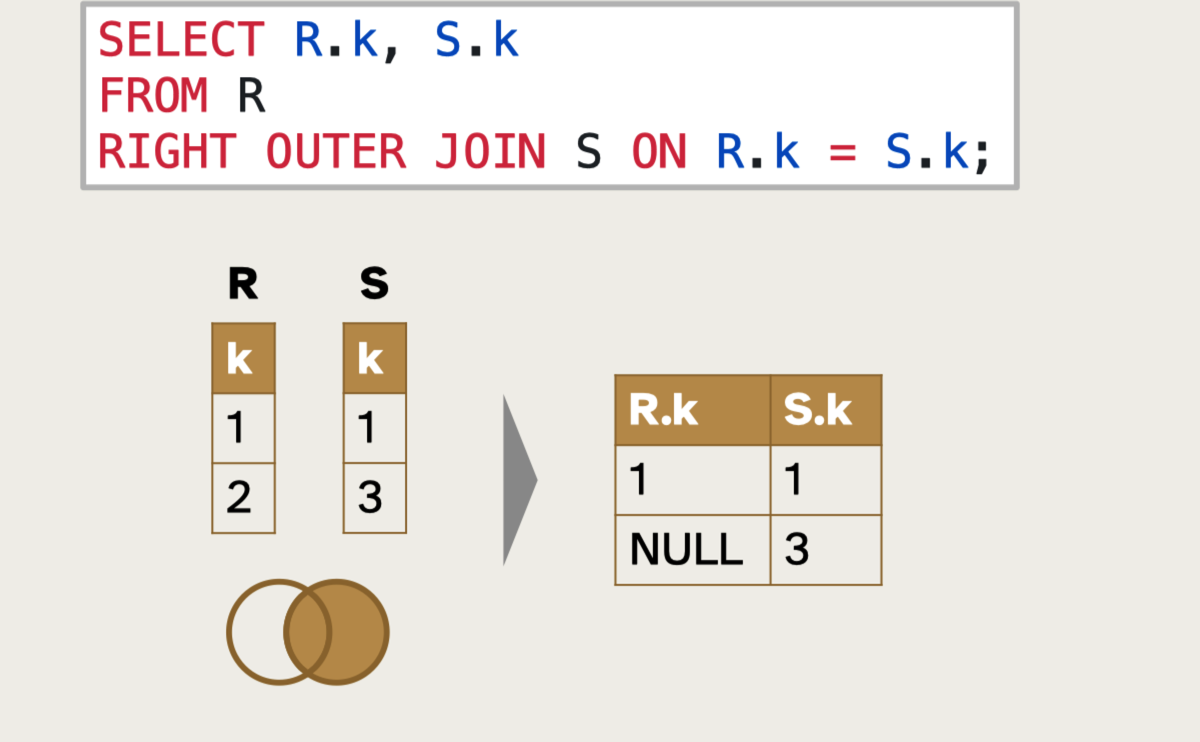 SELECT R.k, S.k
FROM R
RIGHT OUTER JOIN S ON R.k = S.k;
R S
k k
1 1
2 3
R.k S.k
1 1
NULL 3